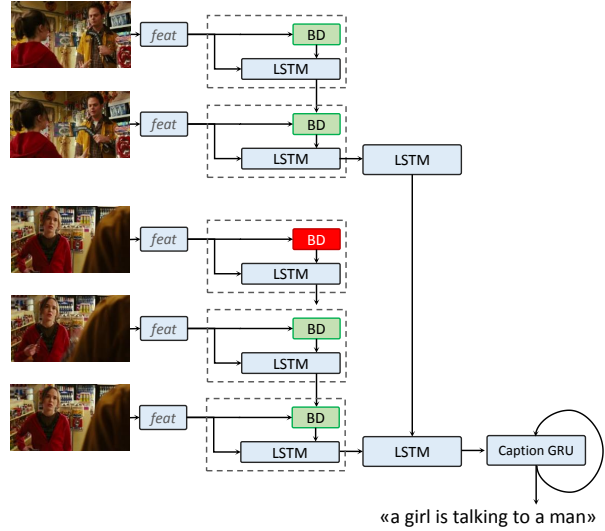 feat
BD
LSTM
feat
BD
LSTM
LSTM
feat
BD
LSTM
feat
BD
LSTM
feat
BD
LSTM
LSTM
Caption GRU
«a girl is talking to a man»